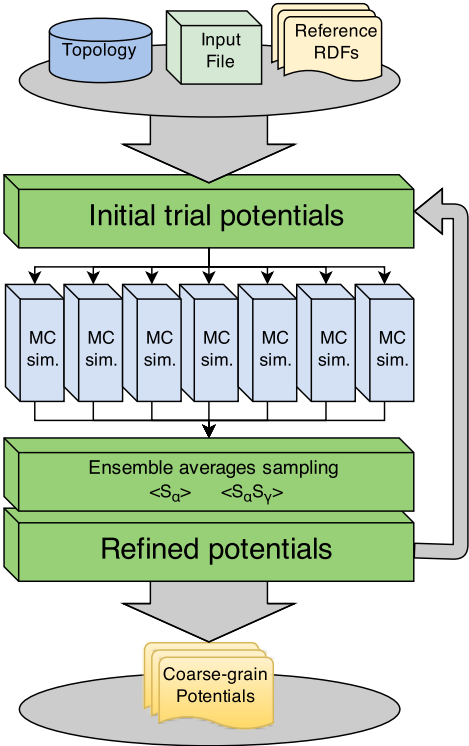 Topology
Input
File
Reference
RDFs
Initial trial potentials
MC
sim.
MC
sim.
MC
sim.
MC
sim.
MC
sim.
MC
sim.
MC
sim.
Ensemble averages sampling
<Sα> <SαSγ>
Refined potentials
Coarse-grain
Potentials